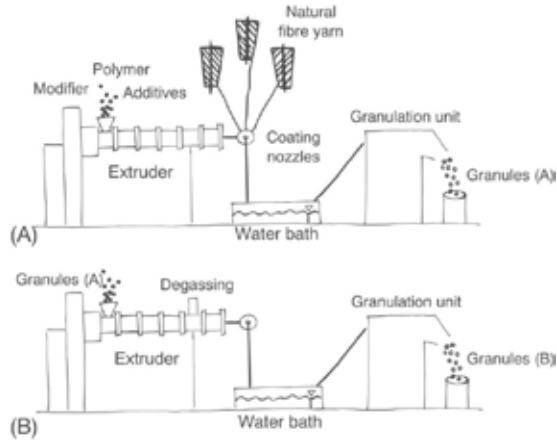 Natural
fibre yarn
Polymer
Modifier
Additives
Granulation unit
Coating
nozzles
Extruder
Granules (A)
Water bath
(A)
Granules (A)
Degassing
Granulation unit
Extruder
Granules (B)
Water bath
(B)